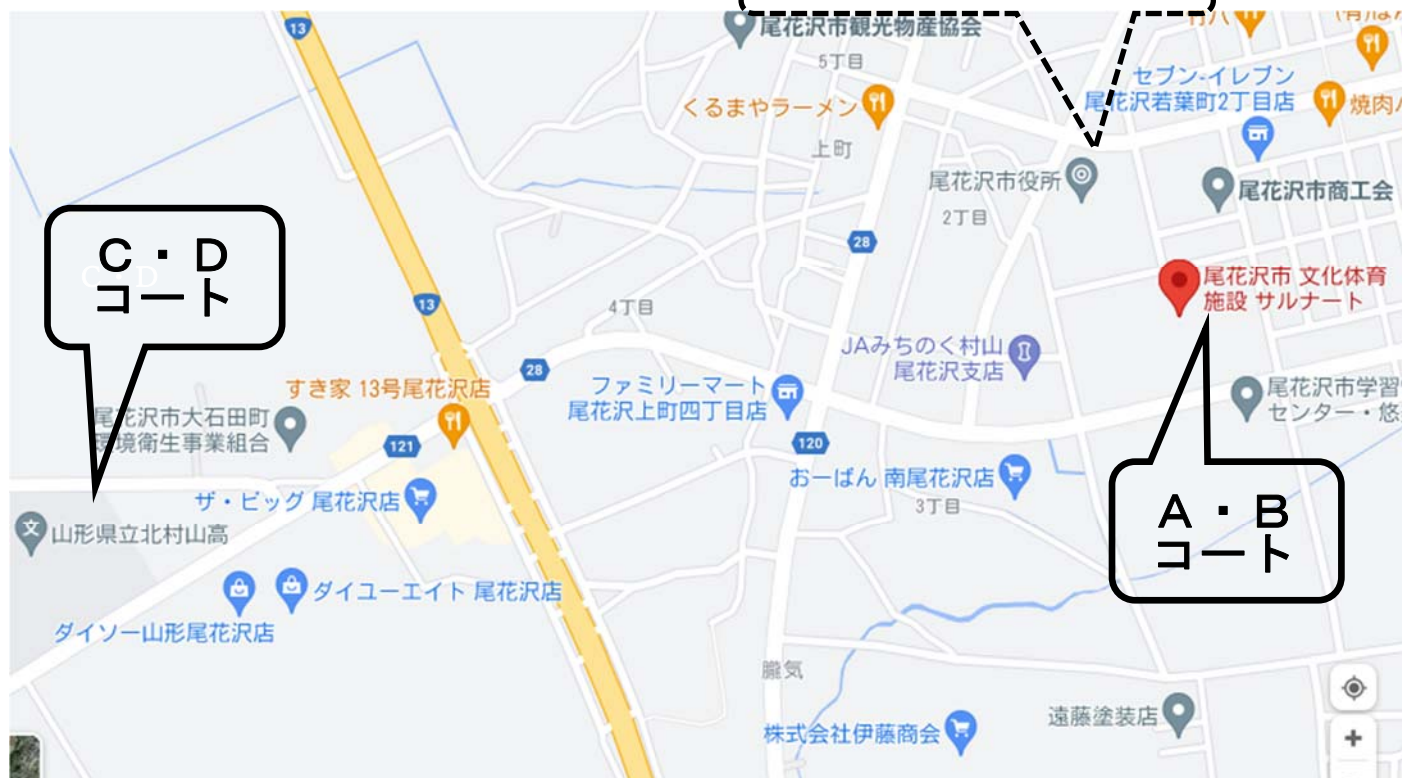 13
尾花沢市観光物産協会
5丁目
竹八
セブン-イレブン
尾花沢若葉町2丁目店
くるまやラーメン
焼肉
上町
尾花沢市役所
2丁目
尾花沢市商工会
C・D
コート
28
尾花沢市 文化体育
施設 サルナート
13
4丁目
JAみちのく村山
尾花沢支店
28
すき家 13号尾花沢店
ファミリーマート
尾花沢上町四丁目店
尾花沢市学習
センター・悠
尾花沢市大石田町
環境衛生事業組合
121
120
おーばん 南尾花沢店
ザ・ビッグ 尾花沢店
3丁目
A・B
コート
山形県立北村山高
ダイユーエイト 尾花沢店
ダイソー山形尾花沢店
朧気
遠藤塗装店
株式会社伊藤商会